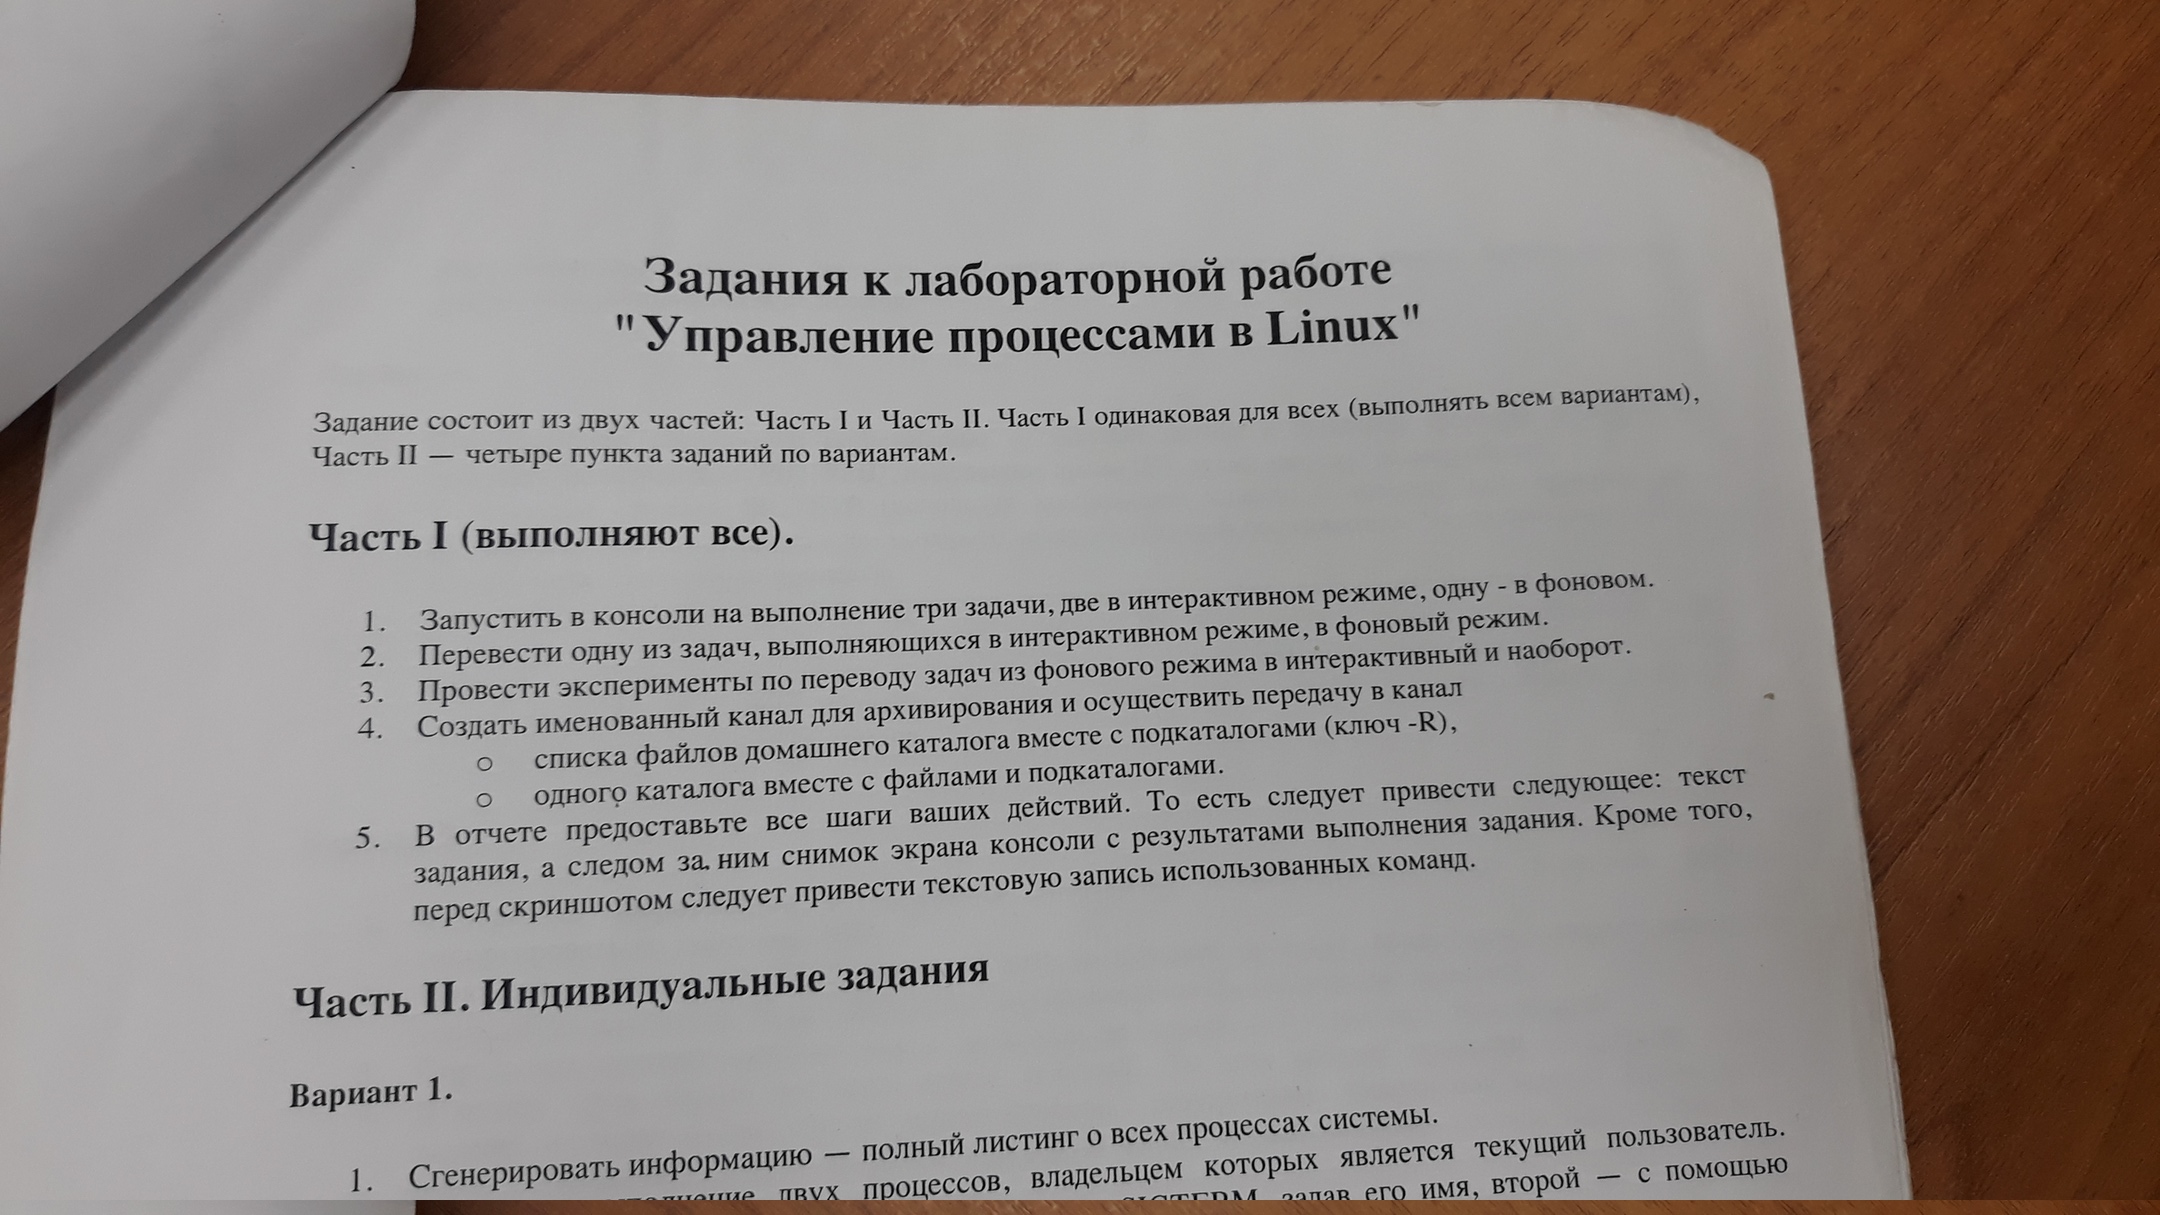 Задания к лабораторной работе
"Управление процессами в Linux"
Задание состоит из двух частей: Часть I и Часть II. Часть I одинаковая для всех (выполнять всем вариантам),
Часть II — четыре пункта заданий по вариантам.
Часть I (выполняют все).
1. Запустить в консоли на выполнение три задачи, две в интерактивном режиме, одну - в фоновом.
2. Перевести одну из задач, выполняющихся в интерактивном режиме, в фоновый режим.
3. Провести эксперименты по переводу задач из фонового режима в интерактивный и наоборот.
4. Создать именованный канал для архивирования и осуществить передачу в канал
o списка файлов домашнего каталога вместе с подкаталогами (ключ -R),
o одного каталога вместе с файлами и подкаталогами.
5. В отчете предоставьте все шаги ваших действий. То есть следует привести следующее: текст
задания, а следом за ним снимок экрана консоли с результатами выполнения задания. Кроме того,
перед скриншотом следует привести текстовую запись использованных команд.
Часть II. Индивидуальные задания
Вариант 1.
1. Сгенерировать информацию — полный листинг о всех процессах системы.
двух процессов, владельцем которых является текущий пользователь.
SIGTERM, задав его имя, второй — с помощью